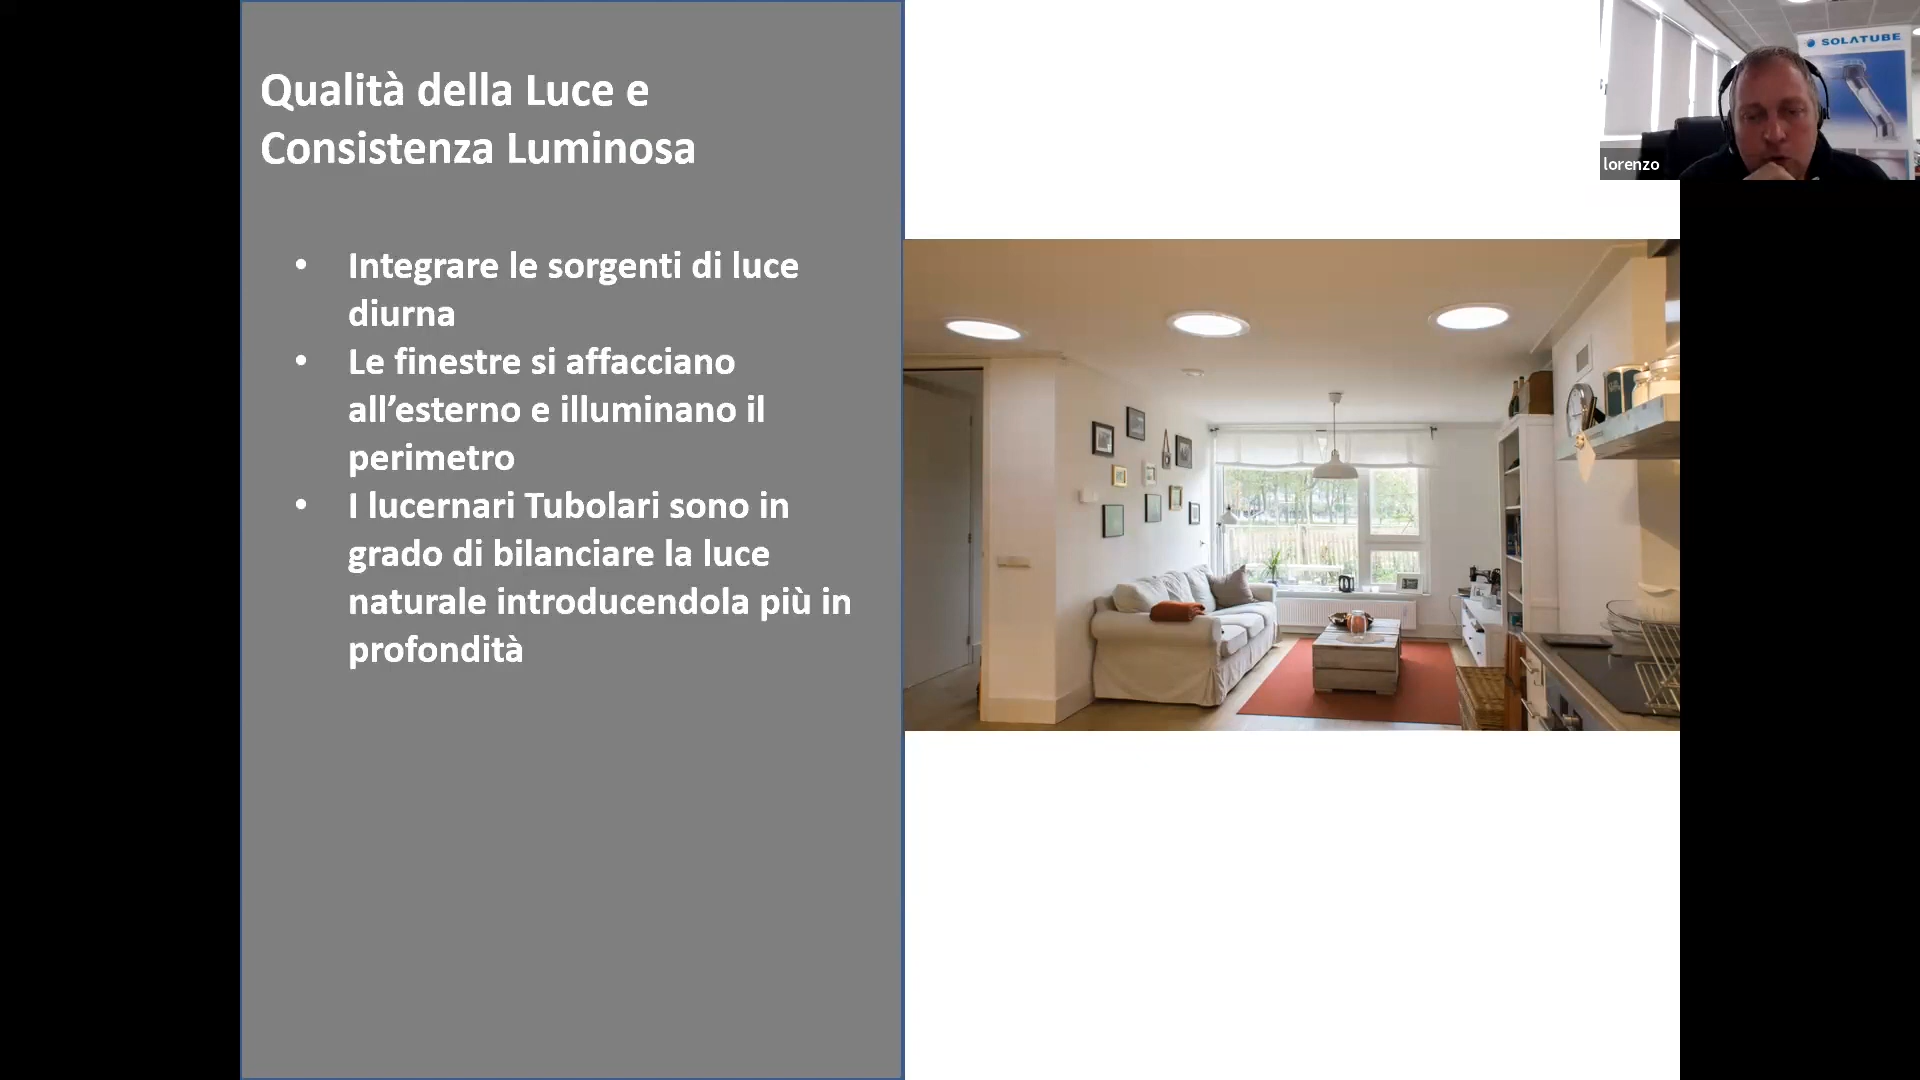 Qualità della Luce e
Consistenza Luminosa
• Integrare le sorgenti di luce
diurna
• Le finestre si affacciano
all’esterno e illuminano il
perimetro
• I lucernari Tubolari sono in
grado di bilanciare la luce
naturale introducendola più in
profondità
SOLATUBE
lorenzo